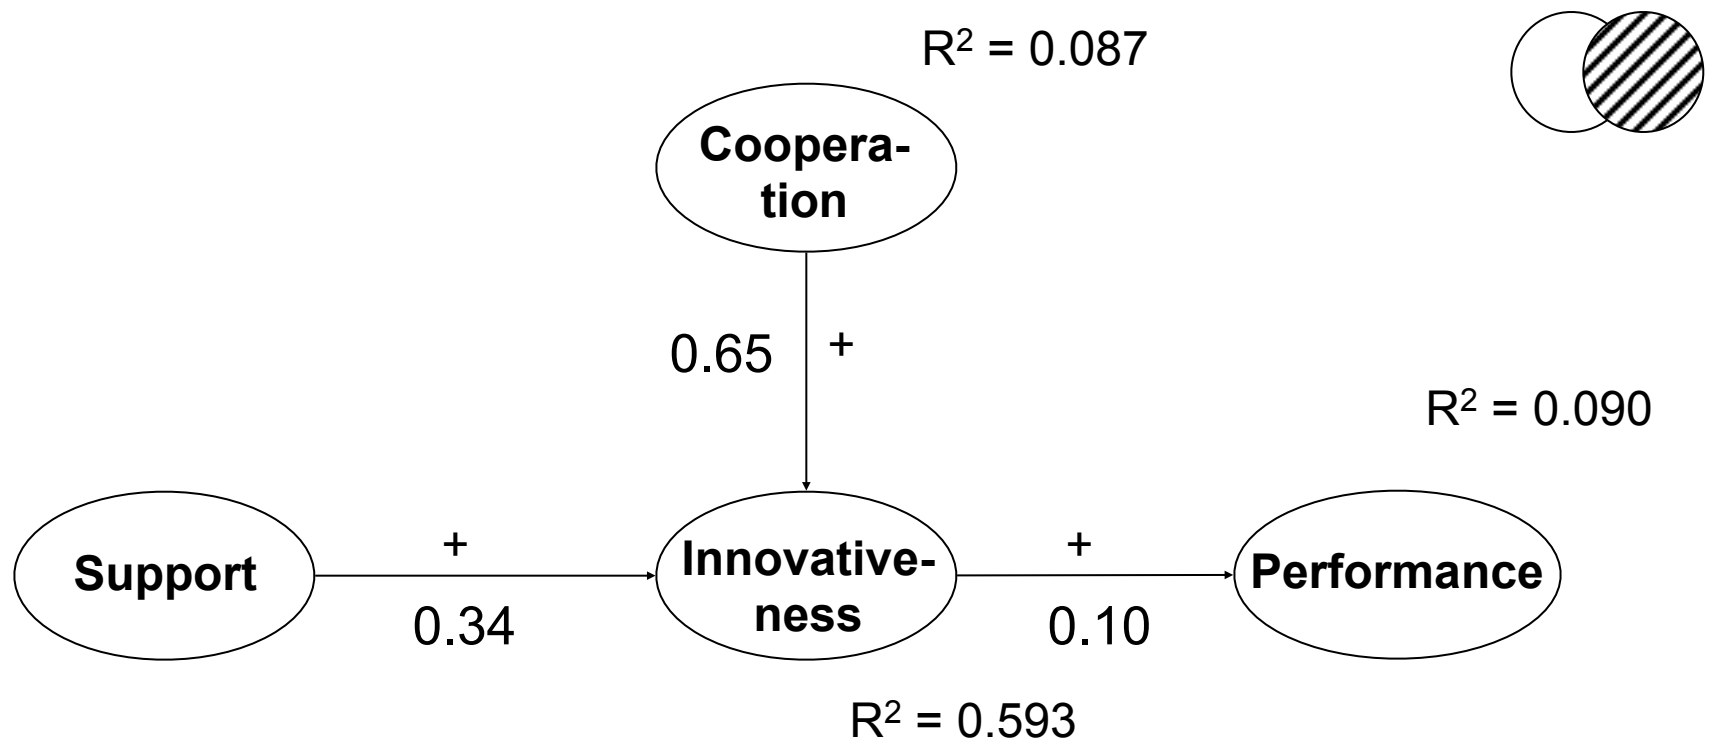 R² = 0.087
Coopera-
tion
0.65
+
R² = 0.090
Support
+
0.34
Innovative-
ness
+
0.10
Performance
R² = 0.593